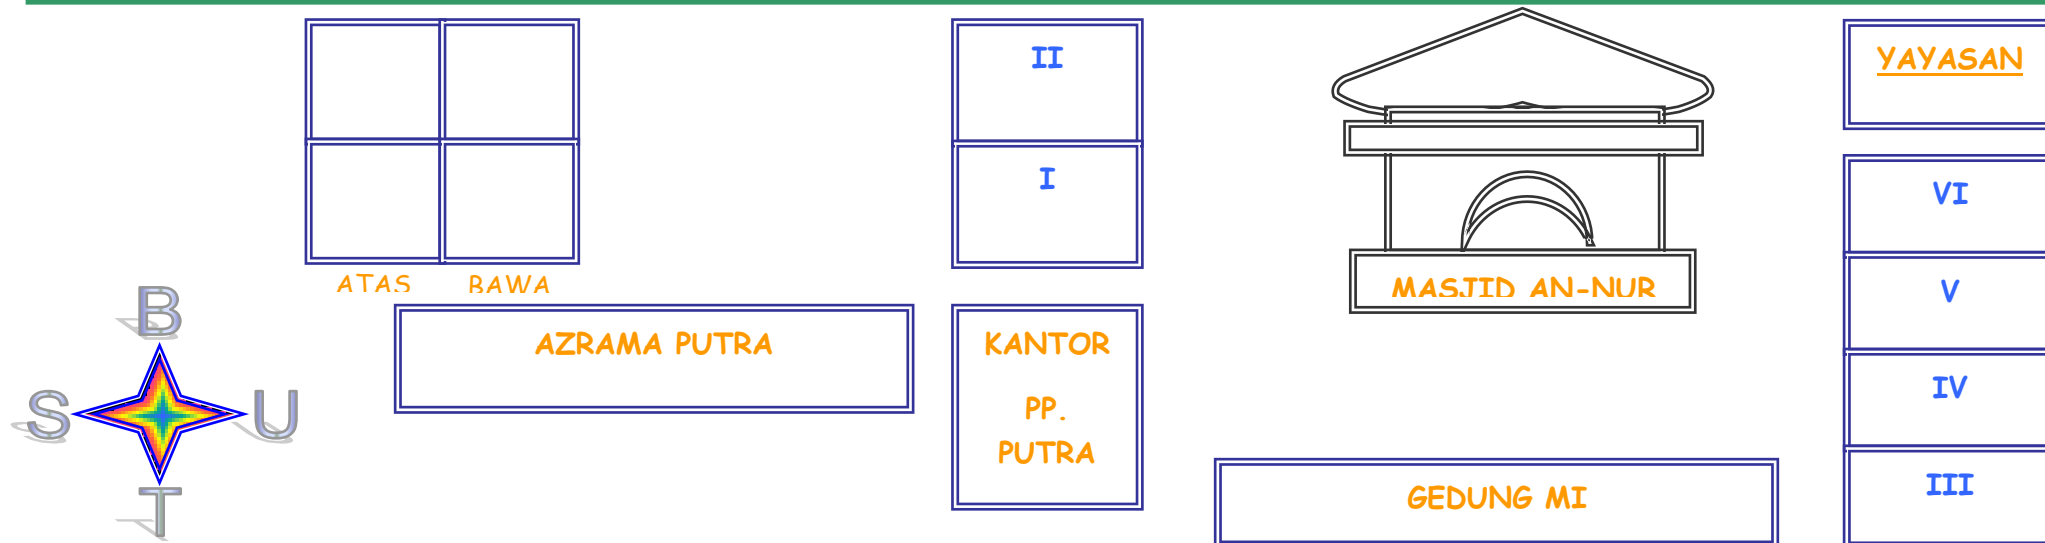 II
YAYASAN
I
VI
ATAS BAWA
MASJID AN-NUR
V
B
AZRAMA PUTRA
KANTOR
PP.
PUTRA
IV
S U
GEDUNG MI
III
T